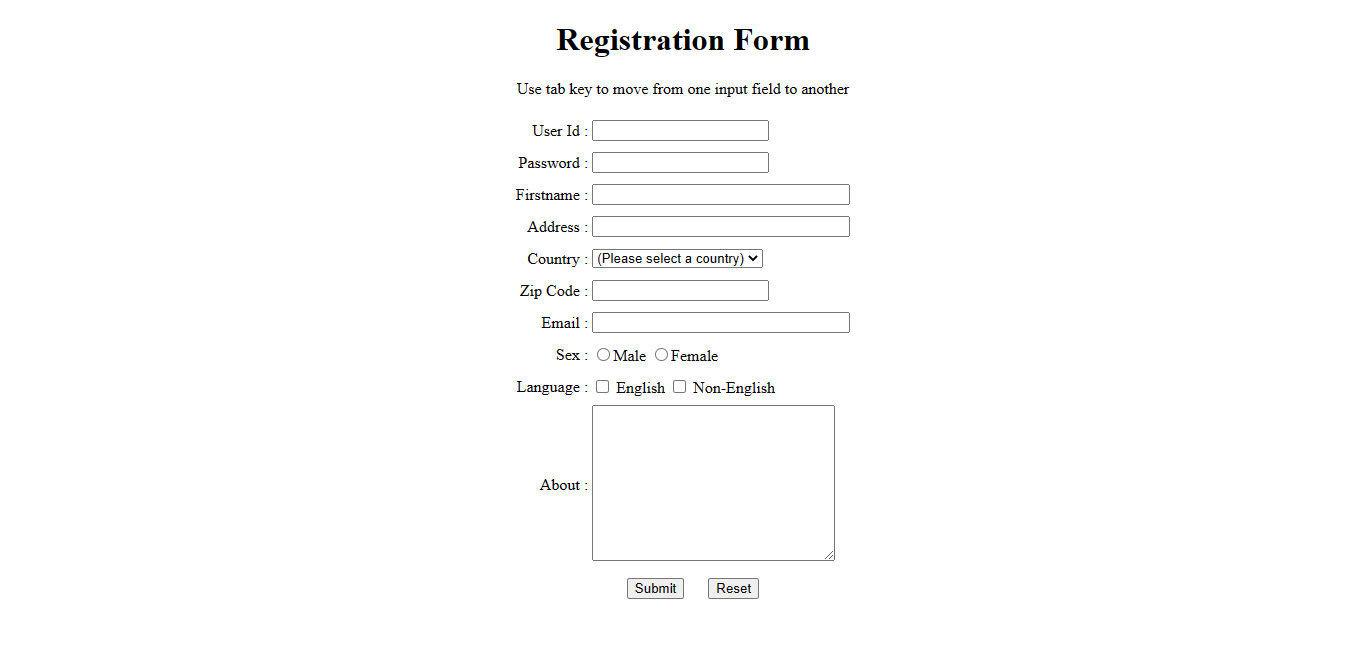 Registration Form
Use tab key to move from one input field to another
User Id :
Password :
Firstname :
Address :
Country : (Please select a country)
Zip Code :
Email :
Sex : Male Female
Language : English Non-English
About :
Submit Reset